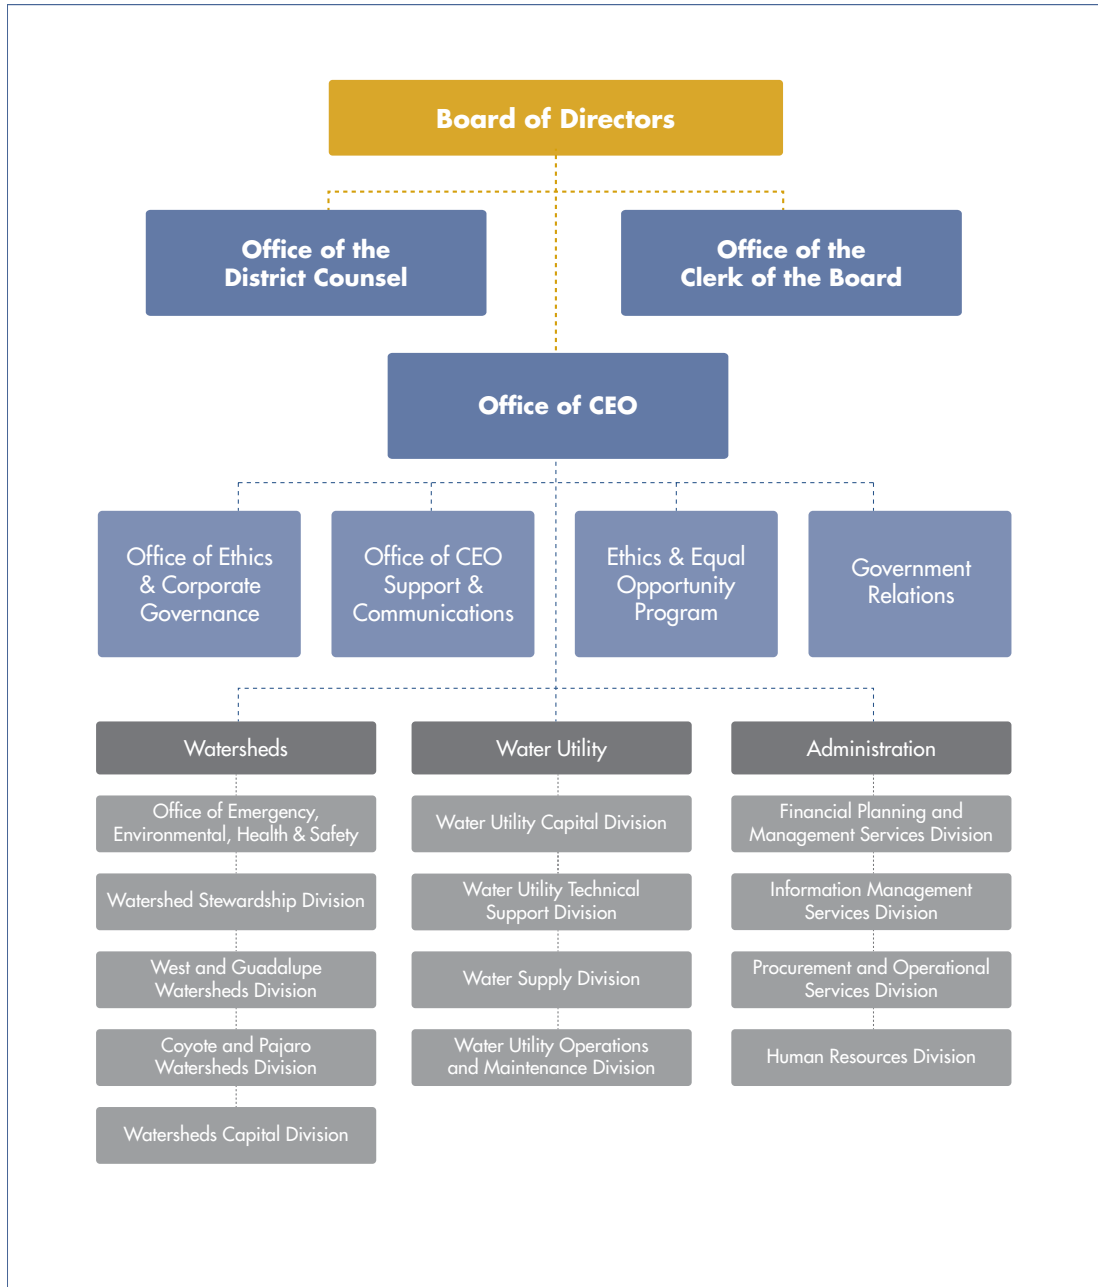 Board of Directors
Office of the
District Counsel
Office of the
Clerk of the Board
Office of CEO
Office of Ethics
& Corporate
Governance
Office of CEO
Support &
Communications
Ethics & Equal
Opportunity
Program
Government
Relations
Watersheds
Office of Emergency,
Environmental, Health & Safety
Watershed Stewardship Division
West and Guadalupe
Watersheds Division
Coyote and Pajaro
Watersheds Division
Watersheds Capital Division
Water Utility
Water Utility Capital Division
Water Utility Technical
Support Division
Water Supply Division
Water Utility Operations
and Maintenance Division
Administration
Financial Planning and
Management Services Division
Information Management
Services Division
Procurement and Operational
Services Division
Human Resources Division